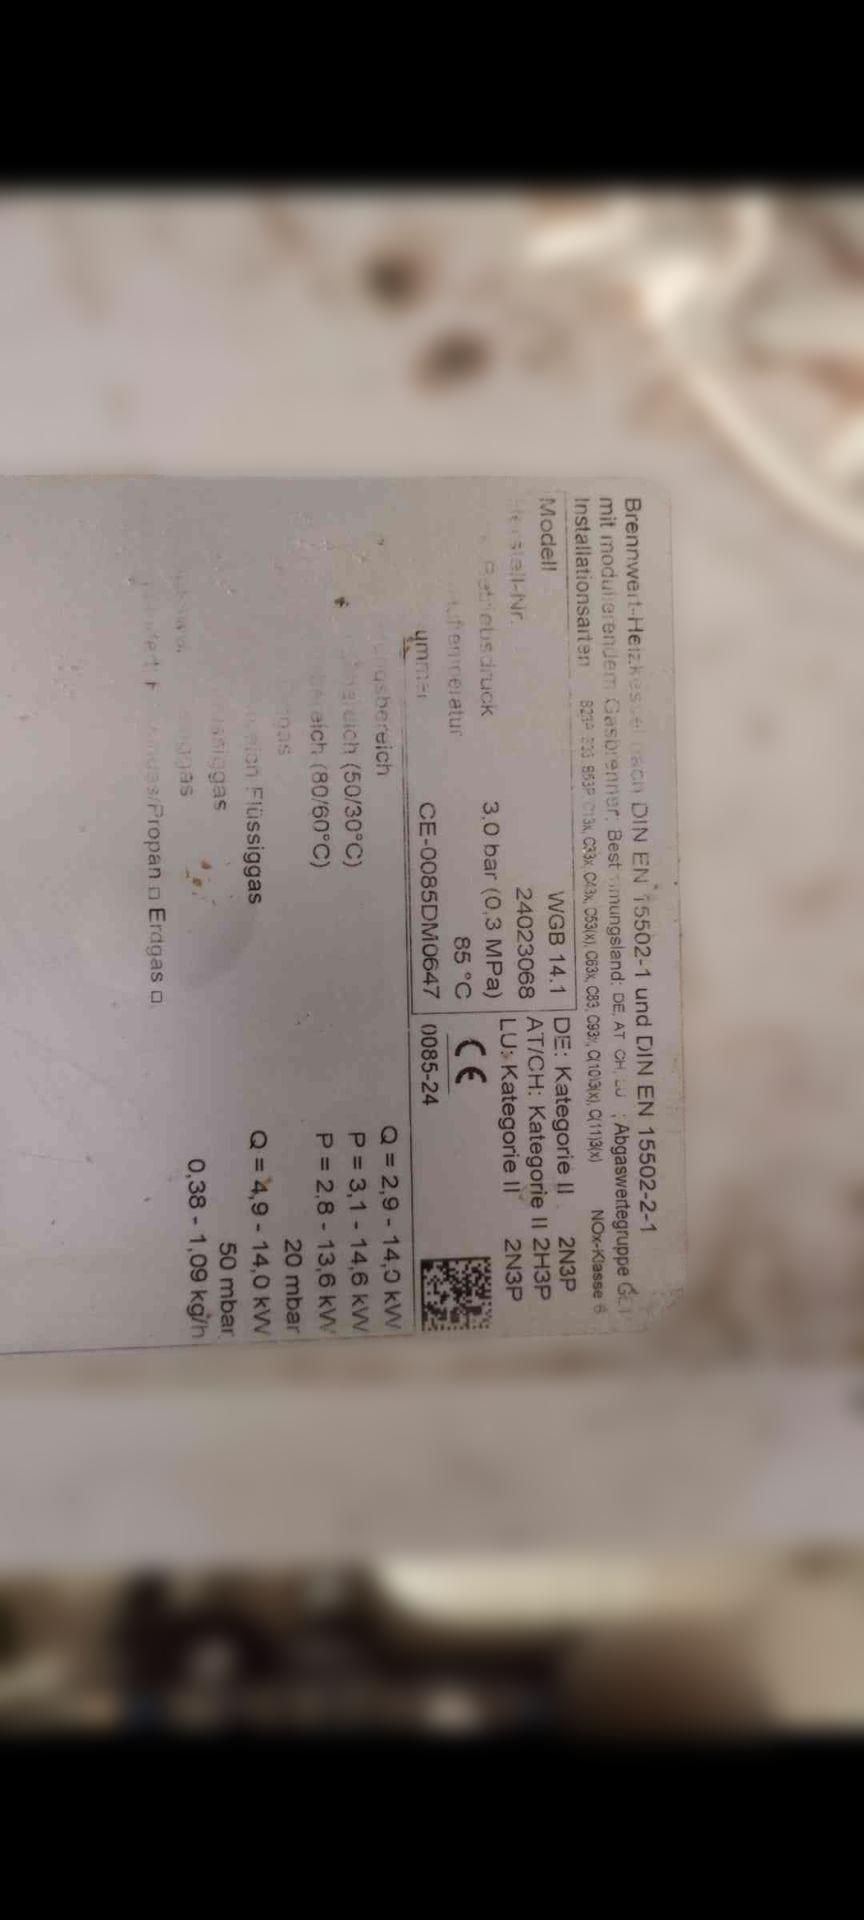 Brennwert-Heizkessel nach DIN EN 15502-1 und DIN EN 15502-2-1
mit modulierendem Gasbrenner; Bestimmungsland: DE, AT CH, LU ; Abgaswertegruppe
Installationsarten B23P B33 B53P C13x, C33x, C43x, C53(x), C63x, C83, C93x, C(10)3(x), C(11)3(x) NOx-Klasse 6
Modell WGB 14.1 DE: Kategorie II 2N3P
Herstell-Nr. 24023068 AT/CH: Kategorie II 2H3P
Betriebsdruck 3,0 bar (0,3 MPa) LU: Kategorie II 2N3P
85 °C CE
CE-0085DM0647 0085-24
Q = 2,9 - 14,0 kW
(50/30°C) P = 3,1 - 14,6 kW
(80/60°C) P = 2,8 - 13,6 kW
20 mbar
Flüssiggas Q = 4,9 - 14,0 kW
50 mbar
0,38 - 1,09 kg/h
Propan □ Erdgas □